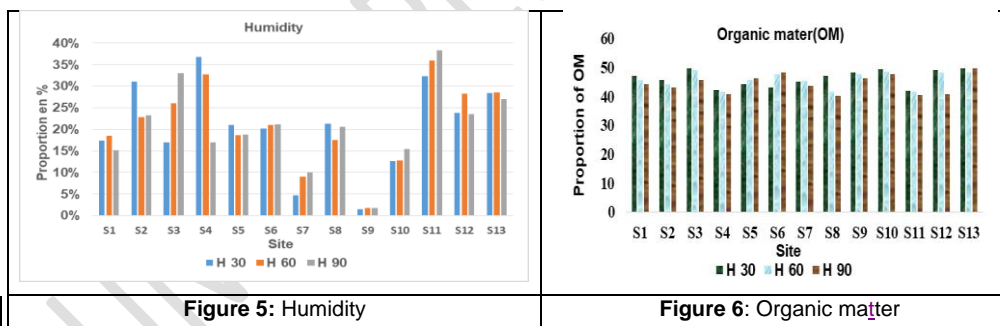 Humidity
Proportion en %
40%
35%
30%
25%
20%
15%
10%
5%
0%
S1 S2 S3 S4 S5 S6 S7 S8 S9 S10 S11 S12 S13
Site
H 30 H 60 H 90
Figure 5: Humidity
Organic mater(OM)
Proportion of OM
60
50
40
30
20
10
0
S1 S2 S3 S4 S5 S6 S7 S8 S9 S10 S11 S12 S13
Site
H 30 H 60 H 90
Figure 6: Organic matter